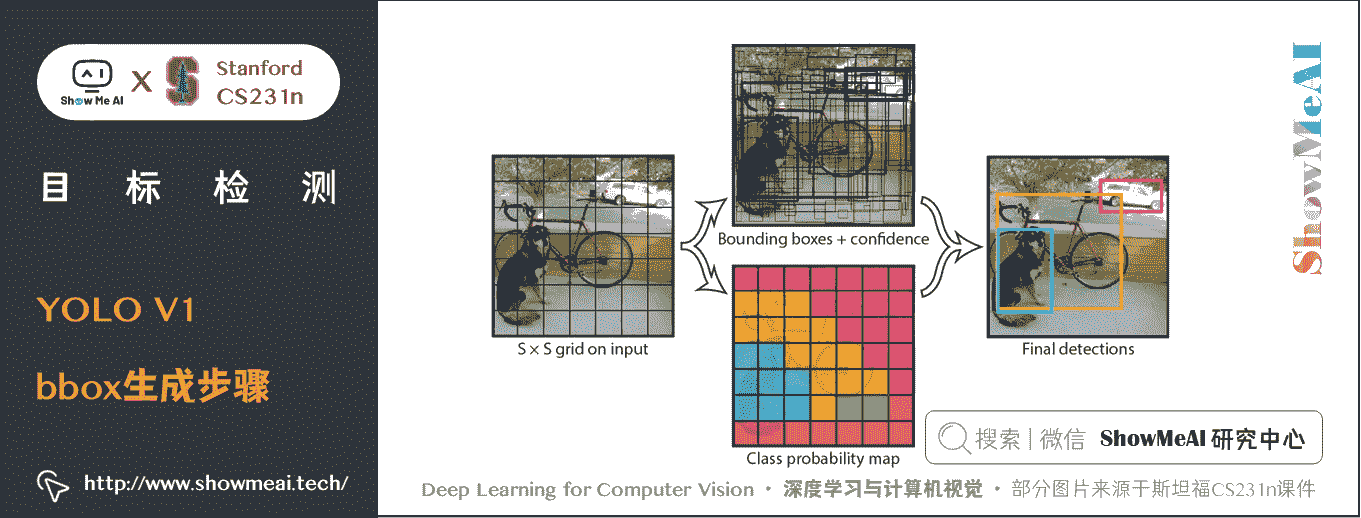 Show Me AI
X
Stanford
CS231n
目 标 检 测
YOLO V1
bbox生成步骤
http://www.showmeai.tech/
S × S grid on input
Bounding boxes + confidence
Class probability map
Final detections
ShowMeAI
搜索 | 微信 ShowMeAI 研究中心
Deep Learning for Computer Vision · 深度学习与计算机视觉 · 部分图片来源于斯坦福CS231n课件